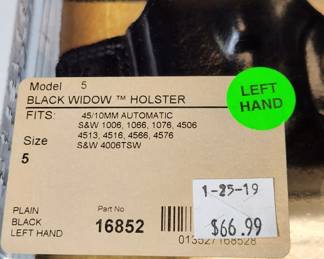 Model 5
BLACK WIDOW ™ HOLSTER
LEFT
HAND
FITS: 45/10MM AUTOMATIC
S&W 1006, 1066, 1076, 4506
4513, 4516, 4566, 4576
S&W 4006TSW
Size
5
PLAIN
BLACK
LEFT HAND
Part No
16852
1-25-19
$66.99
013527168528